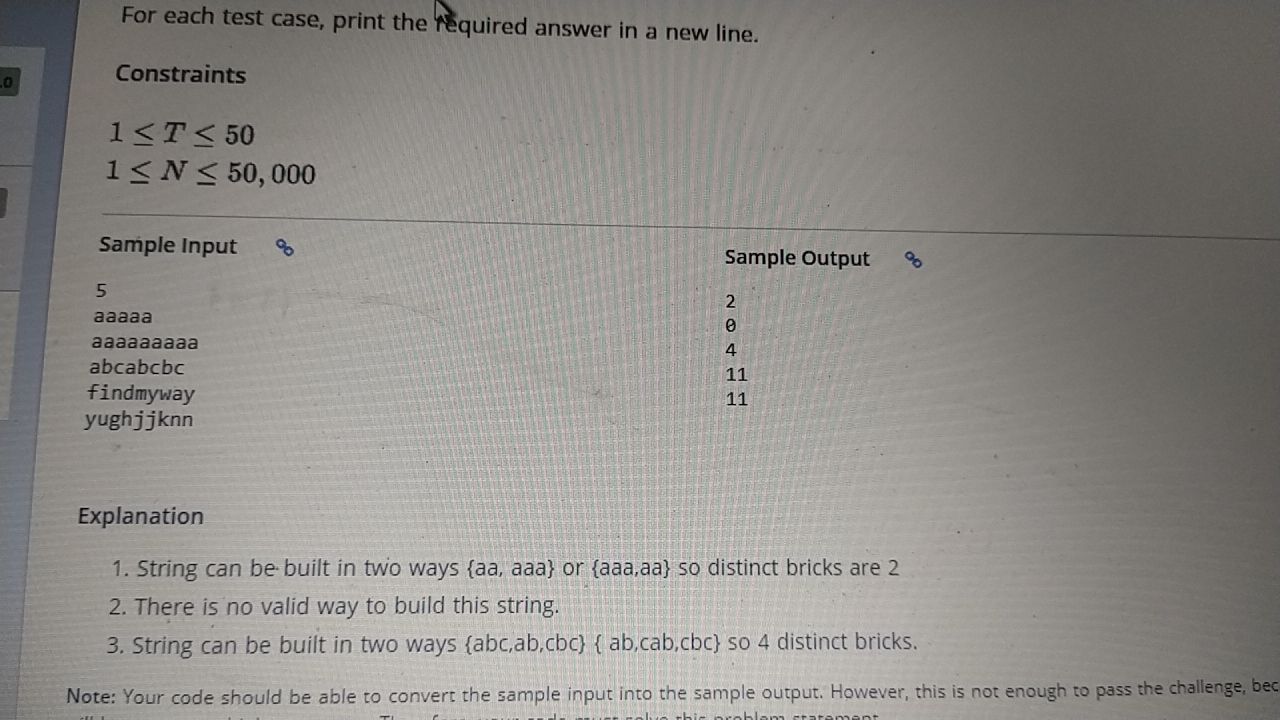 For each test case, print the required answer in a new line.
Constraints
1 ≤ T ≤ 50
1 ≤ N ≤ 50,000
Sample Input
5
aaaaa
aaaaaaaaa
abcabcbc
findmyway
yughjjknn
Sample Output
2
0
4
11
11
Explanation
1. String can be built in two ways {aa, aaa} or {aaa,aa} so distinct bricks are 2
2. There is no valid way to build this string.
3. String can be built in two ways {abc,ab,cbc} { ab,cab,cbc} so 4 distinct bricks.
Note: Your code should be able to convert the sample input into the sample output. However, this is not enough to pass the challenge, bec
this problem statement